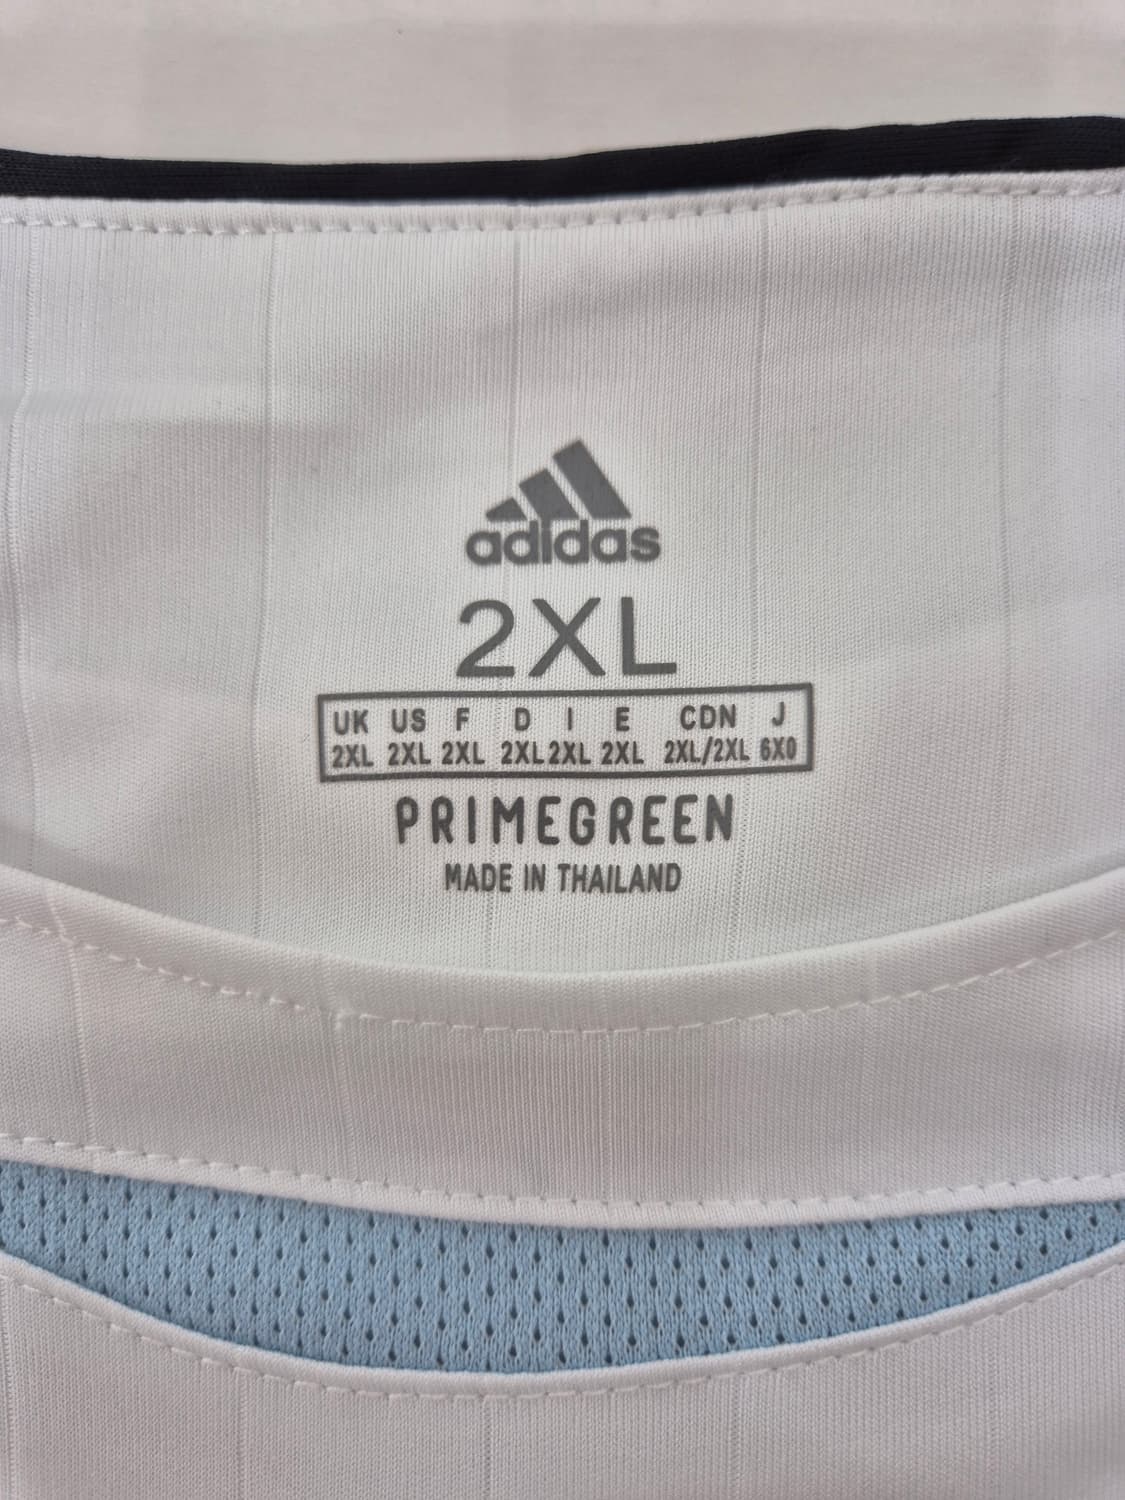 adidas
2XL
UK US F D I E CDN J
2XL 2XL 2XL 2XL 2XL 2XL 2XL/2XL 6X0
PRIMEGREEN
MADE IN THAILAND